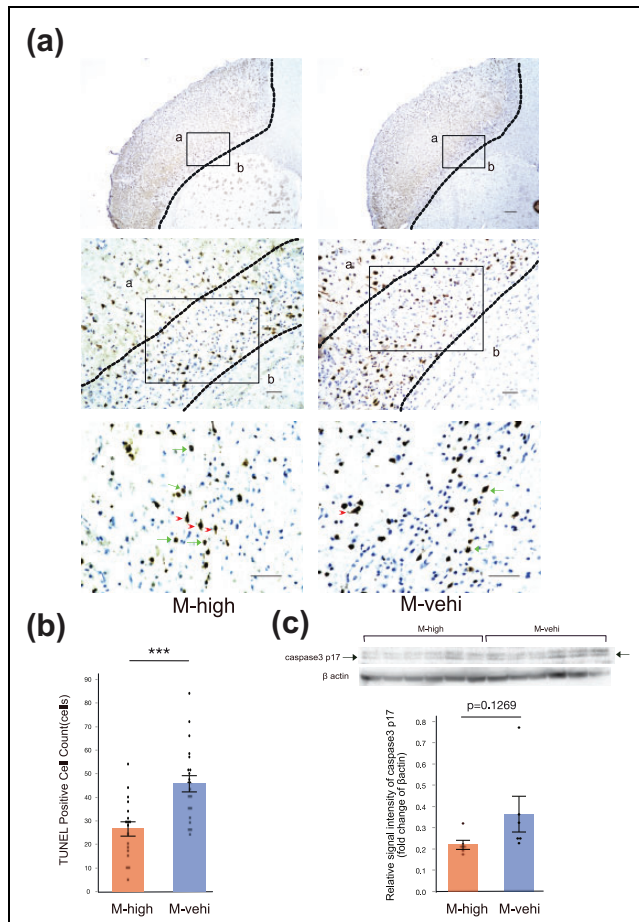 (a)
a
b
a
b
a
b
a
b
M-high
M-vehi
(b)
***
TUNEL Positive Cell Count(cells)
90
80
70
60
50
40
30
20
10
0
M-high
M-vehi
(c)
M-high
M-vehi
caspase3 p17
β actin
p=0.1269
Relative signal intensity of caspase3 p17
(fold change of βactin)
0.8
0.7
0.6
0.5
0.4
0.3
0.2
0.1
0.0
M-high
M-vehi